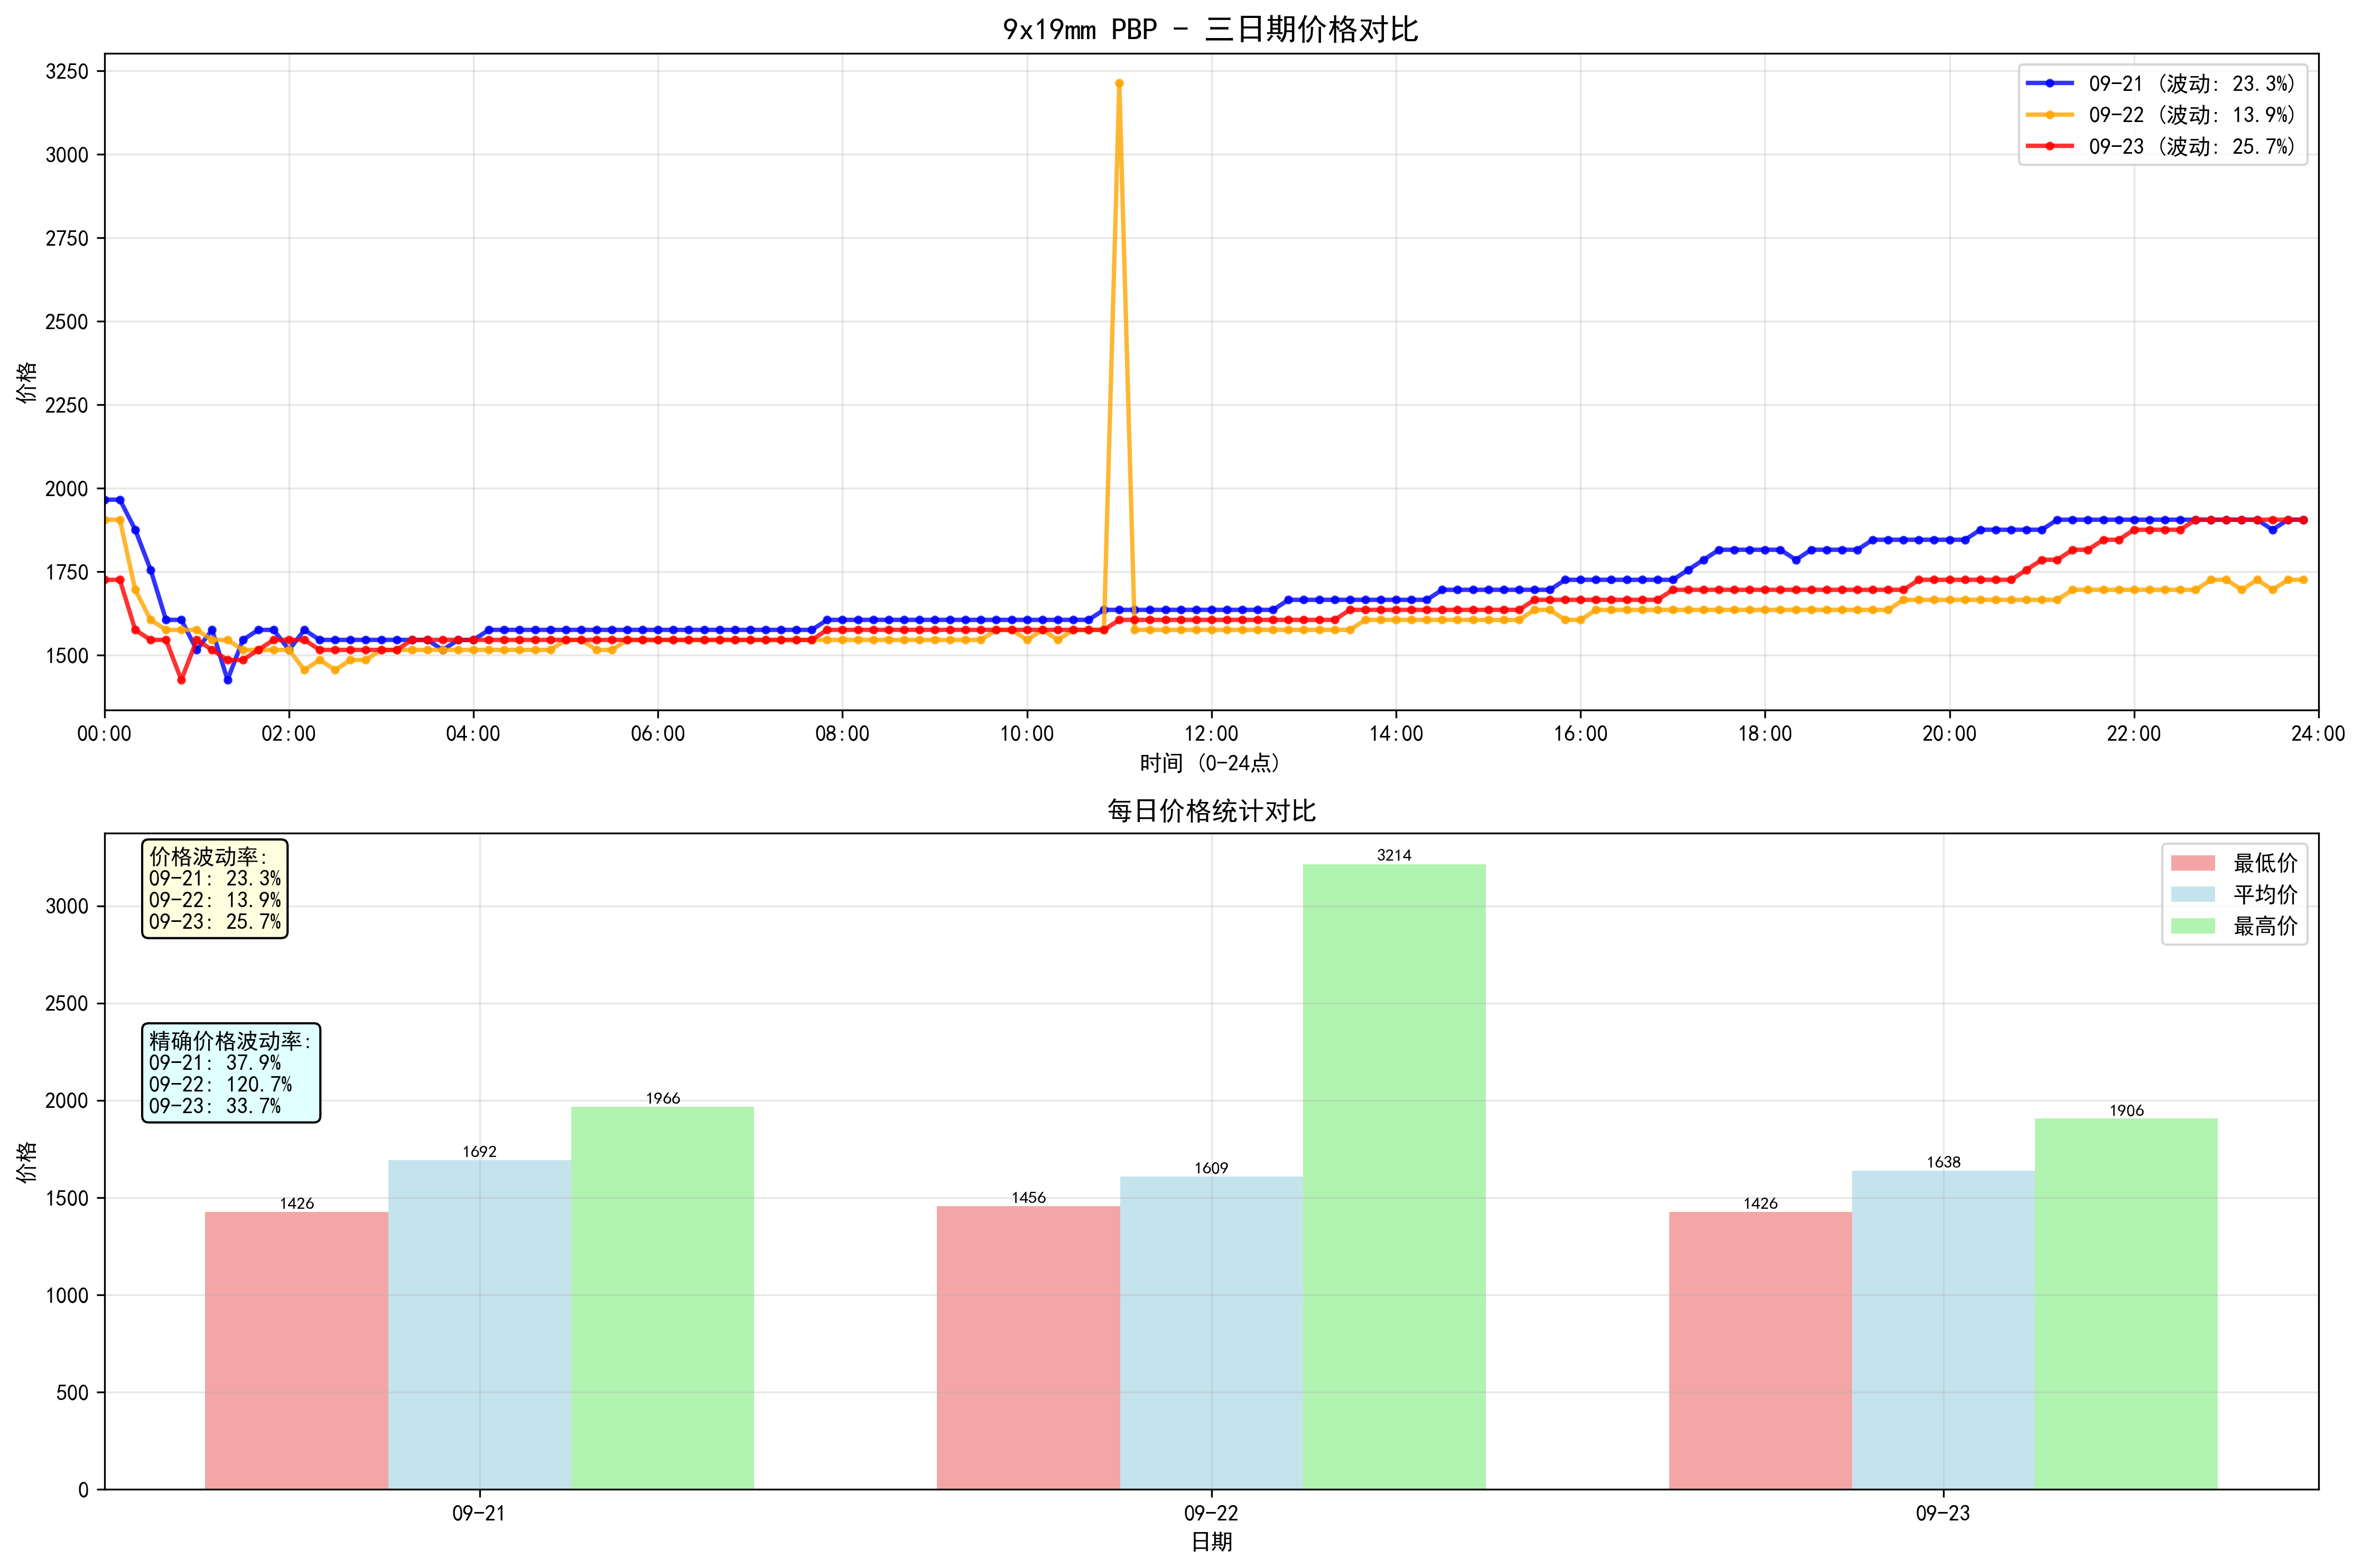 9x19mm PBP - 三日期价格对比
3250
3000
2750
2500
2250
2000
1750
1500
价格
09-21 (波动: 23.3%)
09-22 (波动: 13.9%)
09-23 (波动: 25.7%)
00:00 02:00 04:00 06:00 08:00 10:00 12:00 14:00 16:00 18:00 20:00 22:00 24:00
时间 (0-24点)
每日价格统计对比
价格波动率:
09-21: 23.3%
09-22: 13.9%
09-23: 25.7%
精确价格波动率:
09-21: 37.9%
09-22: 120.7%
09-23: 33.7%
最低价
平均价
最高价
3000
2500
2000
1500
1000
500
0
价格
1426 1692 1966
1456 1609 3214
1426 1638 1906
09-21 09-22 09-23
日期